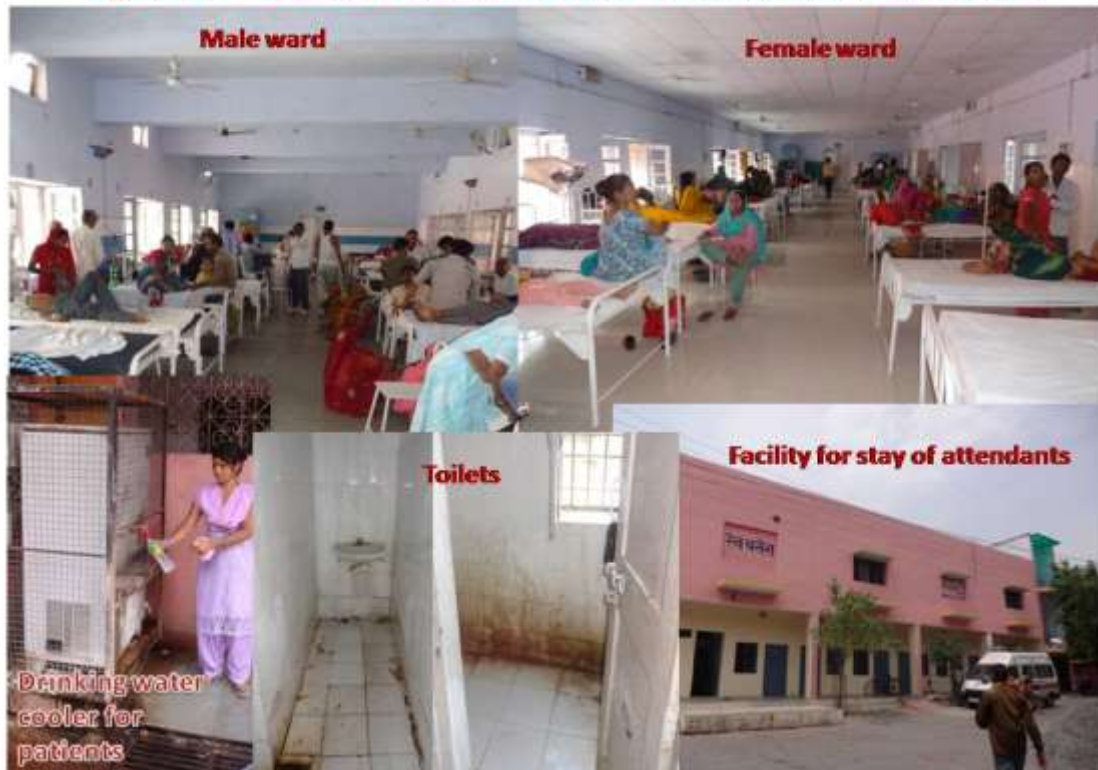 Male ward
Female ward
Toilets
Facility for stay of attendants
Drinking water
cooler for
patients